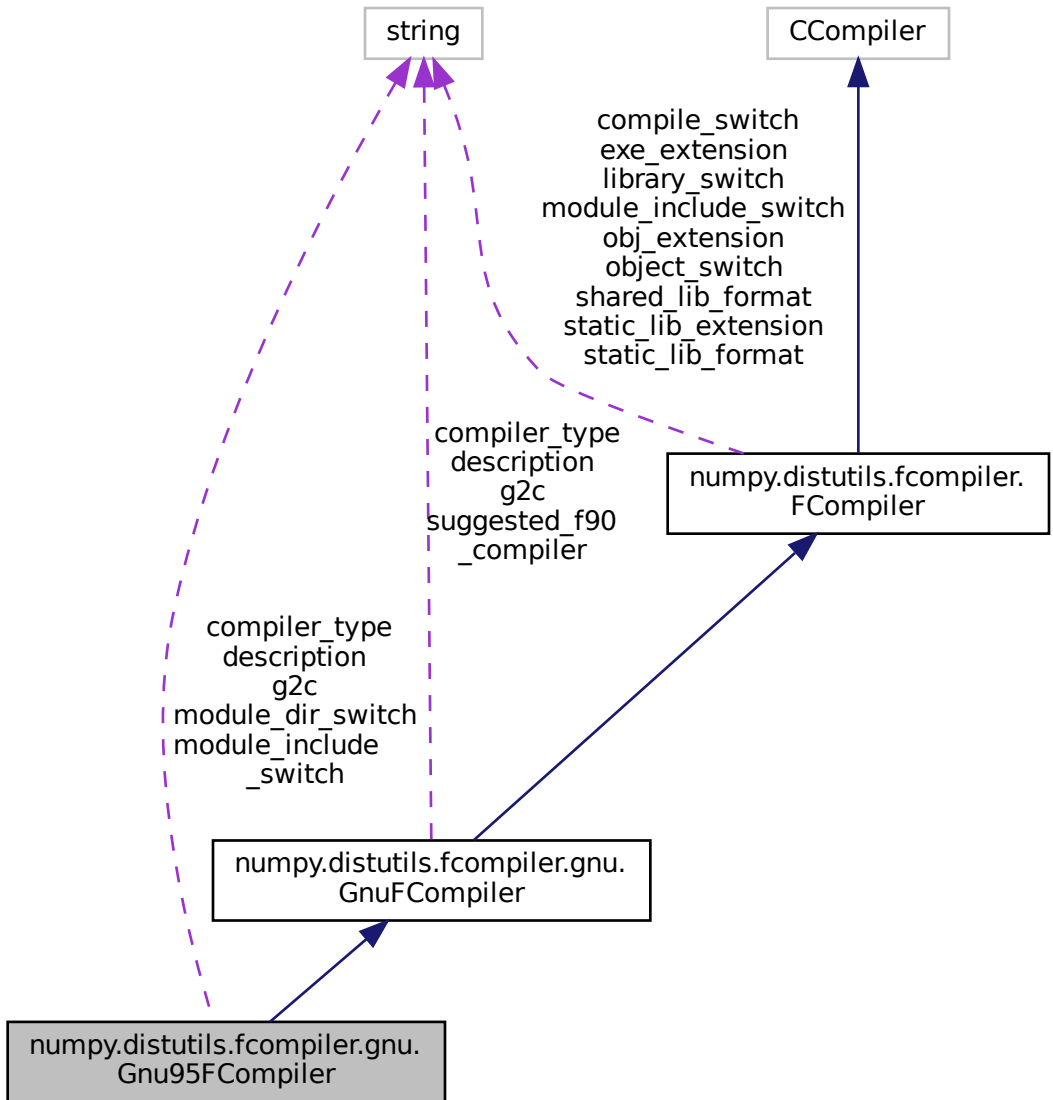 string
CCompiler
compile_switch
exe_extension
library_switch
module_include_switch
obj_extension
object_switch
shared_lib_format
static_lib_extension
static_lib_format
compiler_type
description
g2c
suggested_f90
_compiler
numpy.distutils.fcompiler.
FCompiler
compiler_type
description
g2c
module_dir_switch
module_include
_switch
numpy.distutils.fcompiler.gnu.
GnuFCompiler
numpy.distutils.fcompiler.gnu.
Gnu95FCompiler